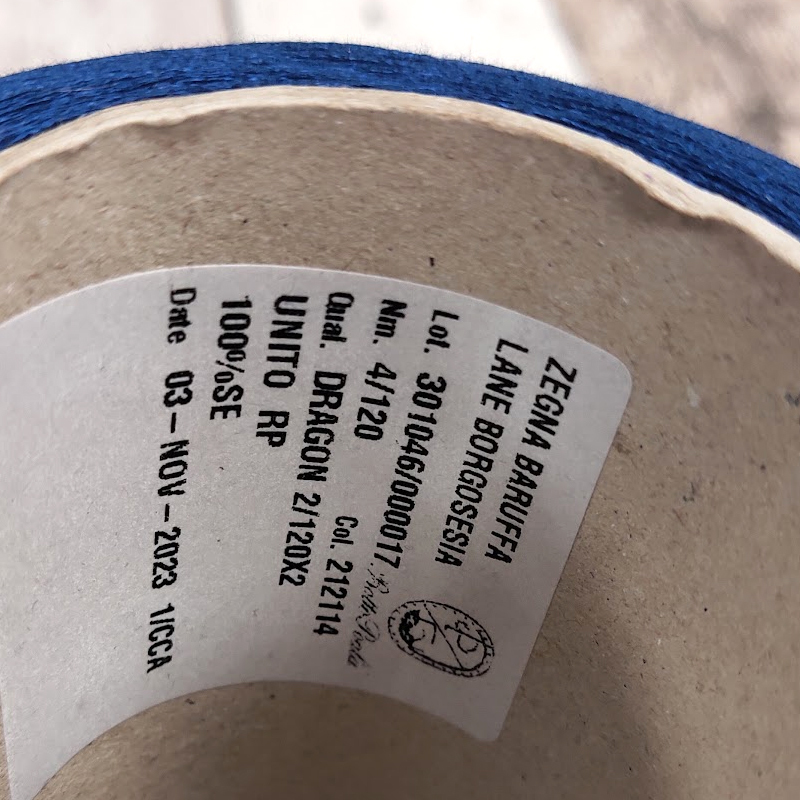 ZEGNA BARUFFA
LANE BORGOSESIA
Lot. 301046/000017
Nm. 4/120 Col. 212114
Qual. DRAGON 2/120X2
UNITO RP
100%SE
Date 03-NOV-2023 1/CCA